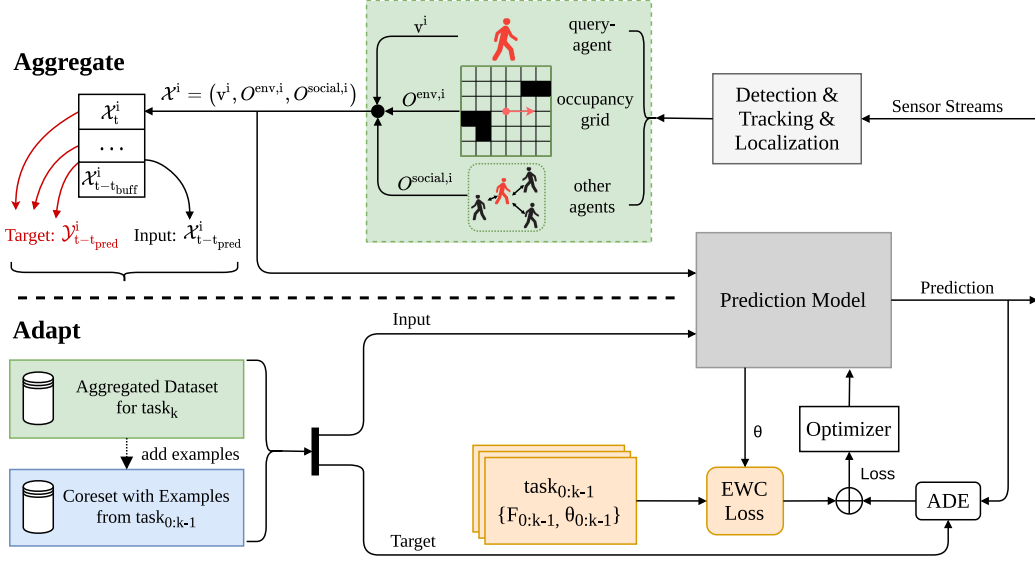 Aggregate
𝒳ⁱ = (vⁱ, O^env,i, O^social,i)
𝒳ⁱ_t
...
𝒳ⁱ_t−t_buff
Target: 𝒴ⁱ_t−t_pred
Input: 𝒳ⁱ_t−t_pred
vⁱ
O^env,i
O^social,i
query-
agent
occupancy
grid
other
agents
Detection &
Tracking &
Localization
Sensor Streams
Prediction Model
Prediction
Adapt
Input
Aggregated Dataset
for task_k
add examples
Coreset with Examples
from task_0:k-1
Target
task_0:k-1
{F_0:k-1, θ_0:k-1}
θ
EWC
Loss
Optimizer
Loss
ADE